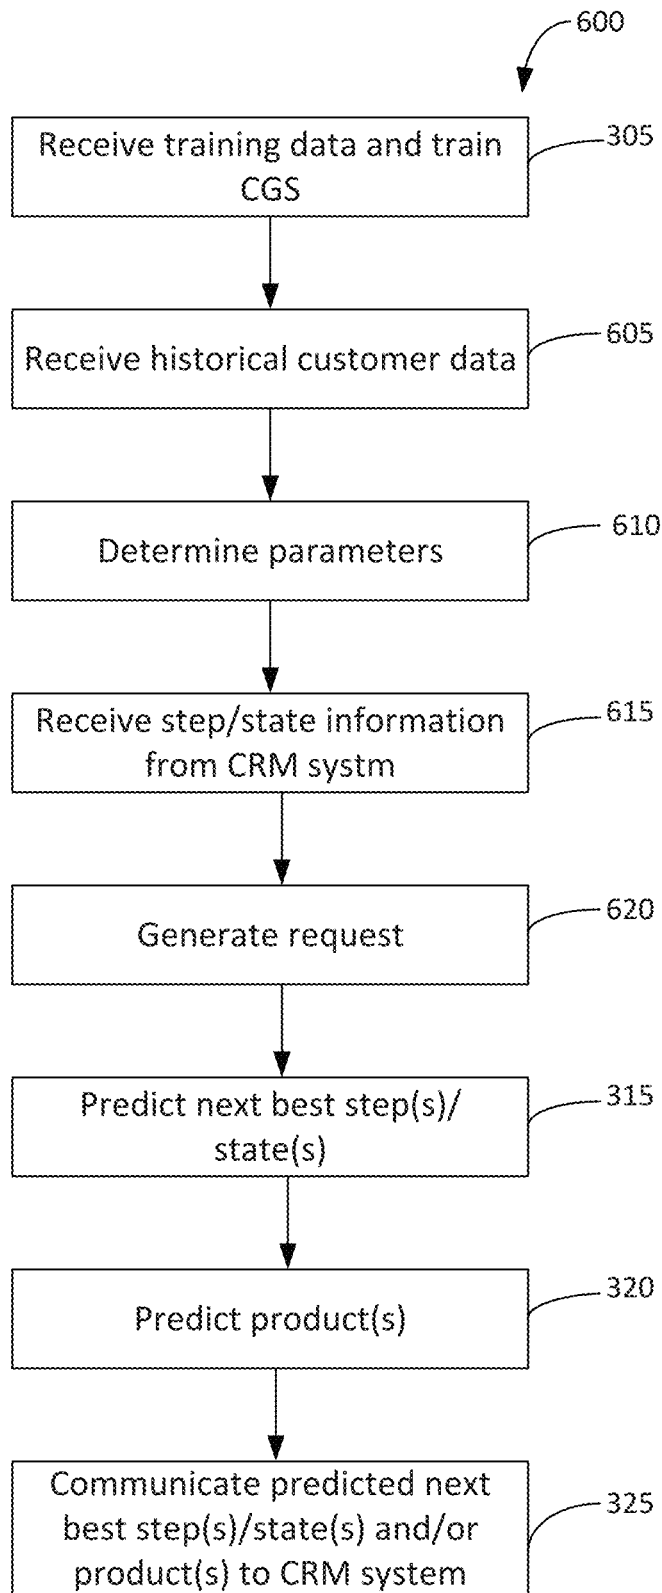 600
Receive training data and train
CGS
305
Receive historical customer data
605
Determine parameters
610
Receive step/state information
from CRM systm
615
Generate request
620
Predict next best step(s)/
state(s)
315
Predict product(s)
320
Communicate predicted next
best step(s)/state(s) and/or
product(s) to CRM system
325